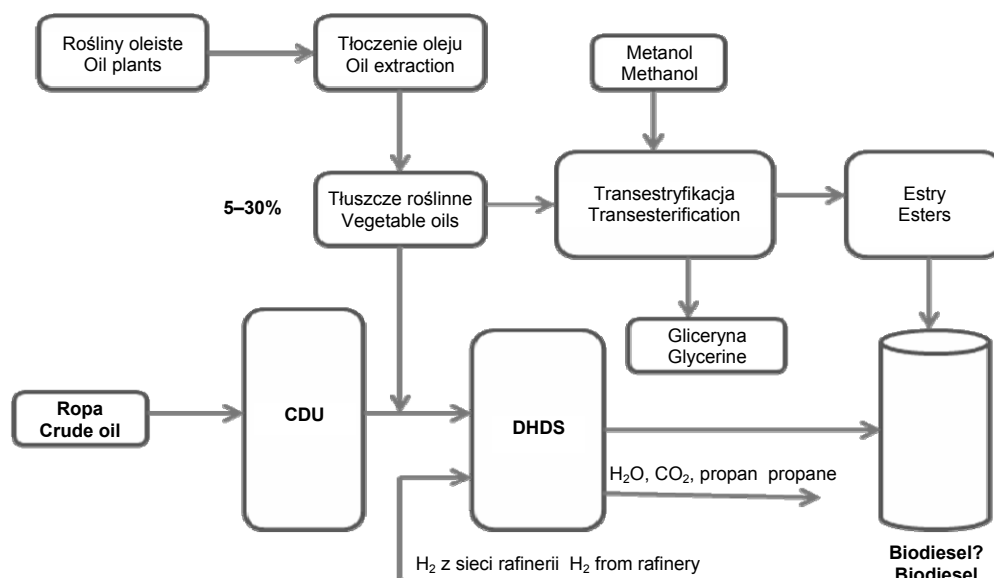 Rośliny oleiste
Oil plants
Tłoczenie oleju
Oil extraction
Metanol
Methanol
5–30%
Tłuszcze roślinne
Vegetable oils
Transestryfikacja
Transesterification
Estry
Esters
Gliceryna
Glycerine
Ropa
Crude oil
CDU
DHDS
H₂O, CO₂, propan propane
H₂ z sieci rafinerii H₂ from rafinery
Biodiesel?
Biodiesel